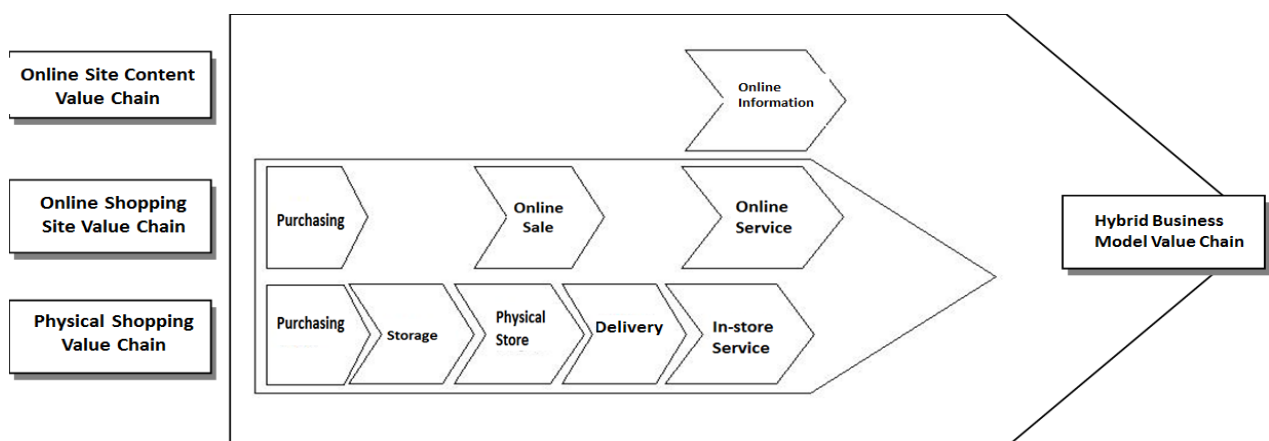 Online Site Content
Value Chain
Online
Information
Online Shopping
Site Value Chain
Purchasing
Online
Sale
Online
Service
Hybrid Business
Model Value Chain
Physical Shopping
Value Chain
Purchasing
Storage
Physical
Store
Delivery
In-store
Service